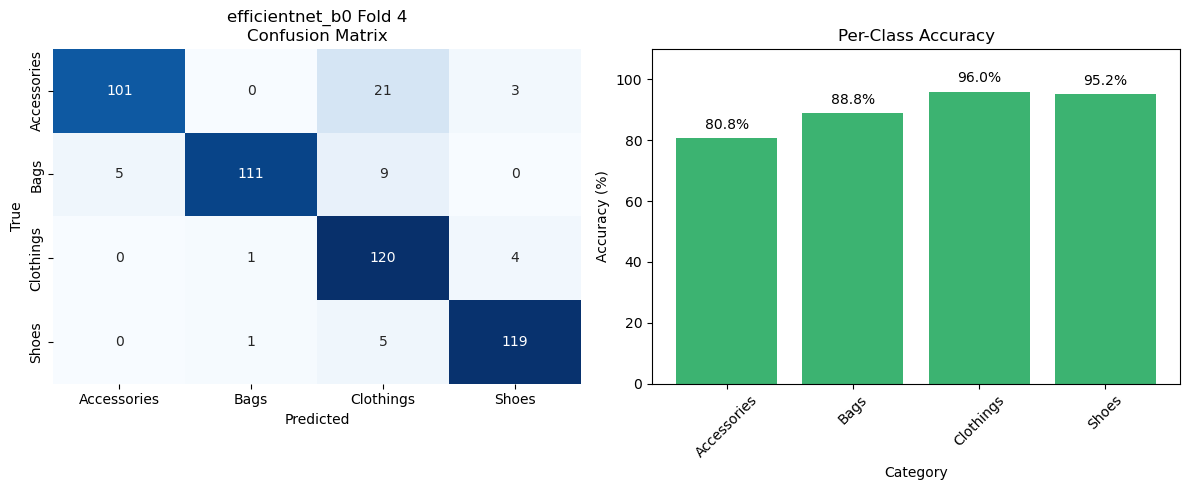 efficientnet_b0 Fold 4
Confusion Matrix
True
Accessories
101 0 21 3
Bags
5 111 9 0
Clothings
0 1 120 4
Shoes
0 1 5 119
Accessories Bags Clothings Shoes
Predicted
Per-Class Accuracy
Accuracy (%)
100
80
60
40
20
0
80.8%
88.8%
96.0%
95.2%
Accessories
Bags
Clothings
Shoes
Category